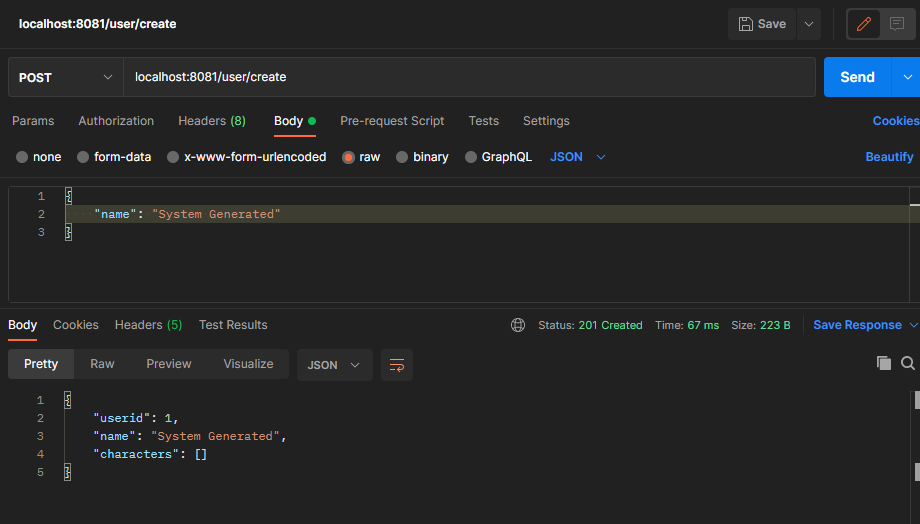 localhost:8081/user/create
Save
POST
localhost:8081/user/create
Send
Params Authorization Headers (8) Body Pre-request Script Tests Settings Cookies
none form-data x-www-form-urlencoded raw binary GraphQL JSON Beautify
1 {
2 "name": "System Generated"
3 }
Body Cookies Headers (5) Test Results Status: 201 Created Time: 67 ms Size: 223 B Save Response
Pretty Raw Preview Visualize JSON
1 {
2 "userid": 1,
3 "name": "System Generated",
4 "characters": []
5 }